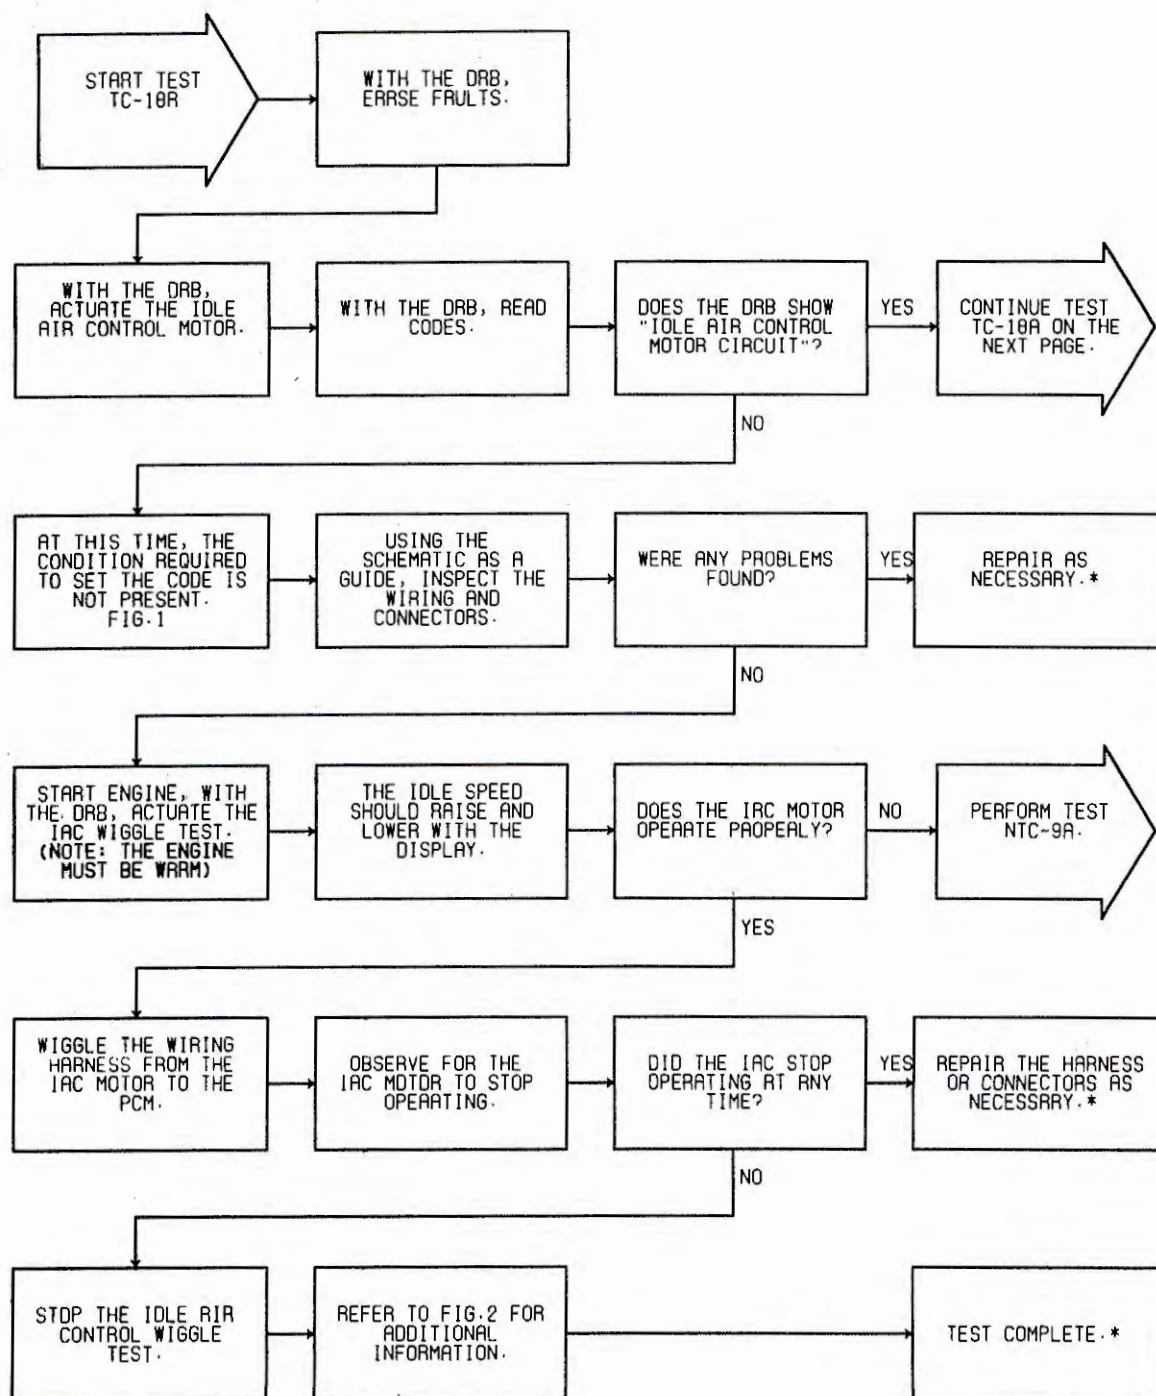 START TEST
TC-10A
WITH THE DRB,
ERASE FAULTS.
WITH THE DRB,
ACTUATE THE IDLE
AIR CONTROL MOTOR.
WITH THE DRB, READ
CODES.
DOES THE DRB SHOW
"IDLE AIR CONTROL
MOTOR CIRCUIT"?
YES
CONTINUE TEST
TC-10A ON THE
NEXT PAGE.
NO
AT THIS TIME, THE
CONDITION REQUIRED
TO SET THE CODE IS
NOT PRESENT.
FIG.1
USING THE
SCHEMATIC AS A
GUIDE, INSPECT THE
WIRING AND
CONNECTORS.
WERE ANY PROBLEMS
FOUND?
YES
REPAIR AS
NECESSARY.*
NO
START ENGINE, WITH
THE DRB, ACTUATE THE
IAC WIGGLE TEST.
(NOTE: THE ENGINE
MUST BE WARM)
THE IDLE SPEED
SHOULD RAISE AND
LOWER WITH THE
DISPLAY.
DOES THE IAC MOTOR
OPERATE PROPERLY?
NO
PERFORM TEST
NTC-9A.
YES
WIGGLE THE WIRING
HARNESS FROM THE
IAC MOTOR TO THE
PCM.
OBSERVE FOR THE
IAC MOTOR TO STOP
OPERATING.
DID THE IAC STOP
OPERATING AT ANY
TIME?
YES
REPAIR THE HARNESS
OR CONNECTORS AS
NECESSARY.*
NO
STOP THE IDLE AIR
CONTROL WIGGLE
TEST.
REFER TO FIG.2 FOR
ADDITIONAL
INFORMATION.
TEST COMPLETE.*